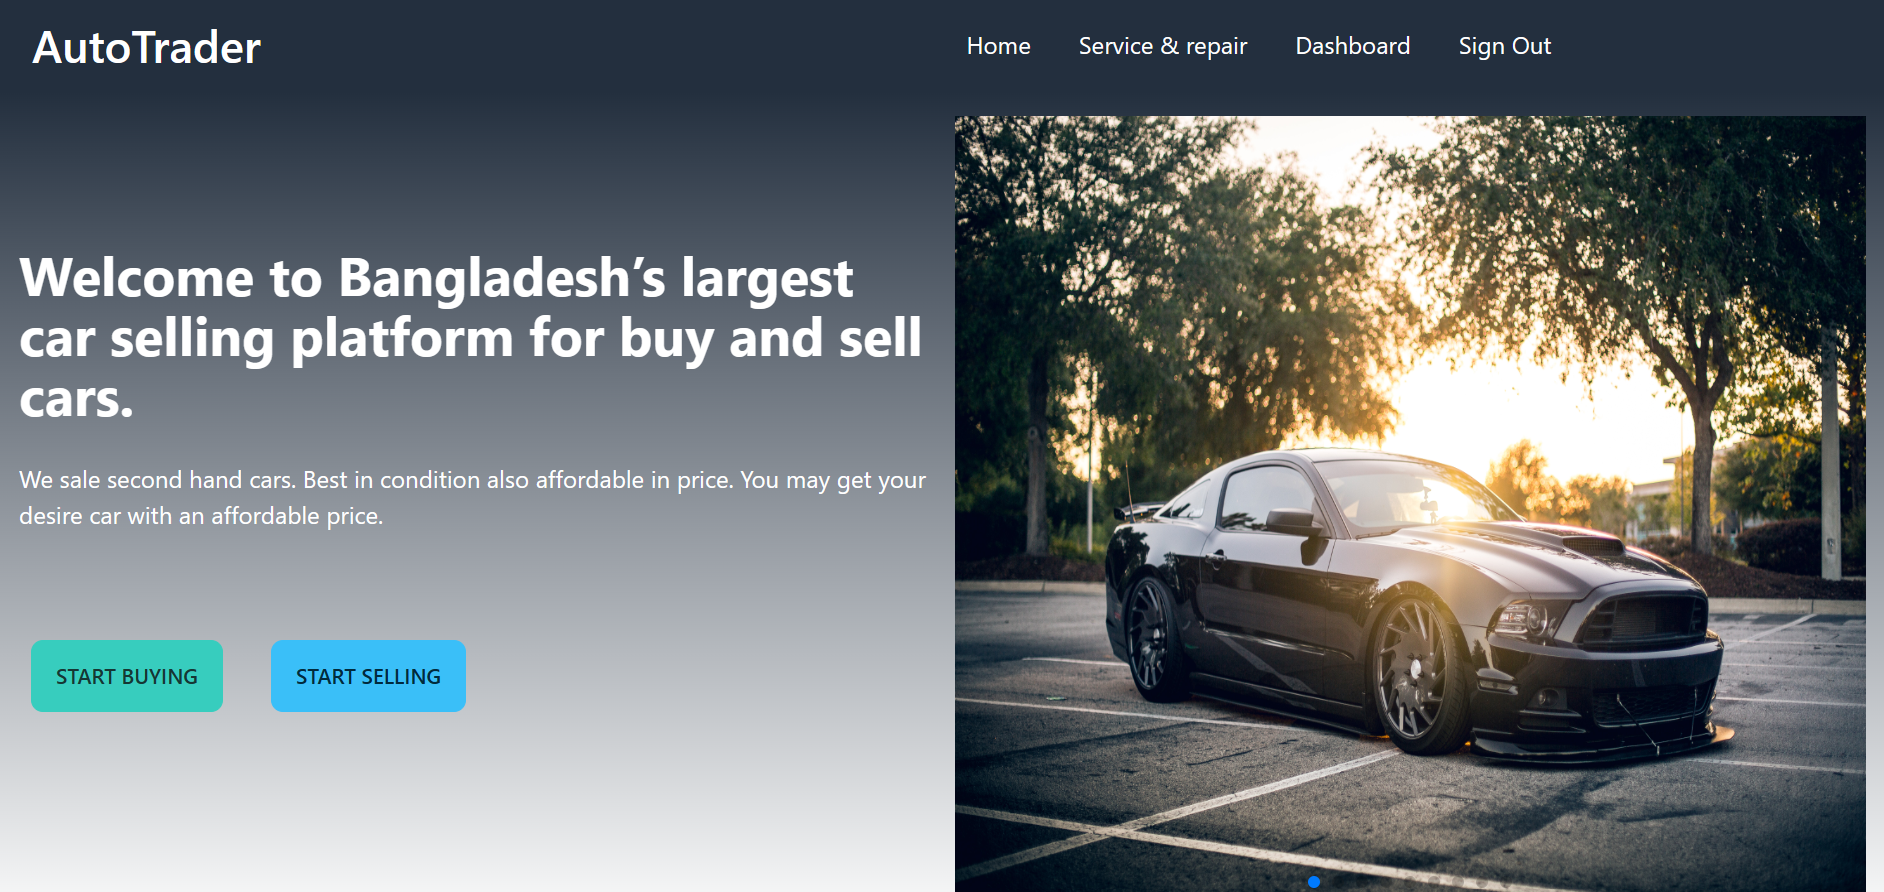 AutoTrader
Home
Service & repair
Dashboard
Sign Out
Welcome to Bangladesh’s largest
car selling platform for buy and sell
cars.
We sale second hand cars. Best in condition also affordable in price. You may get your
desire car with an affordable price.
START BUYING
START SELLING